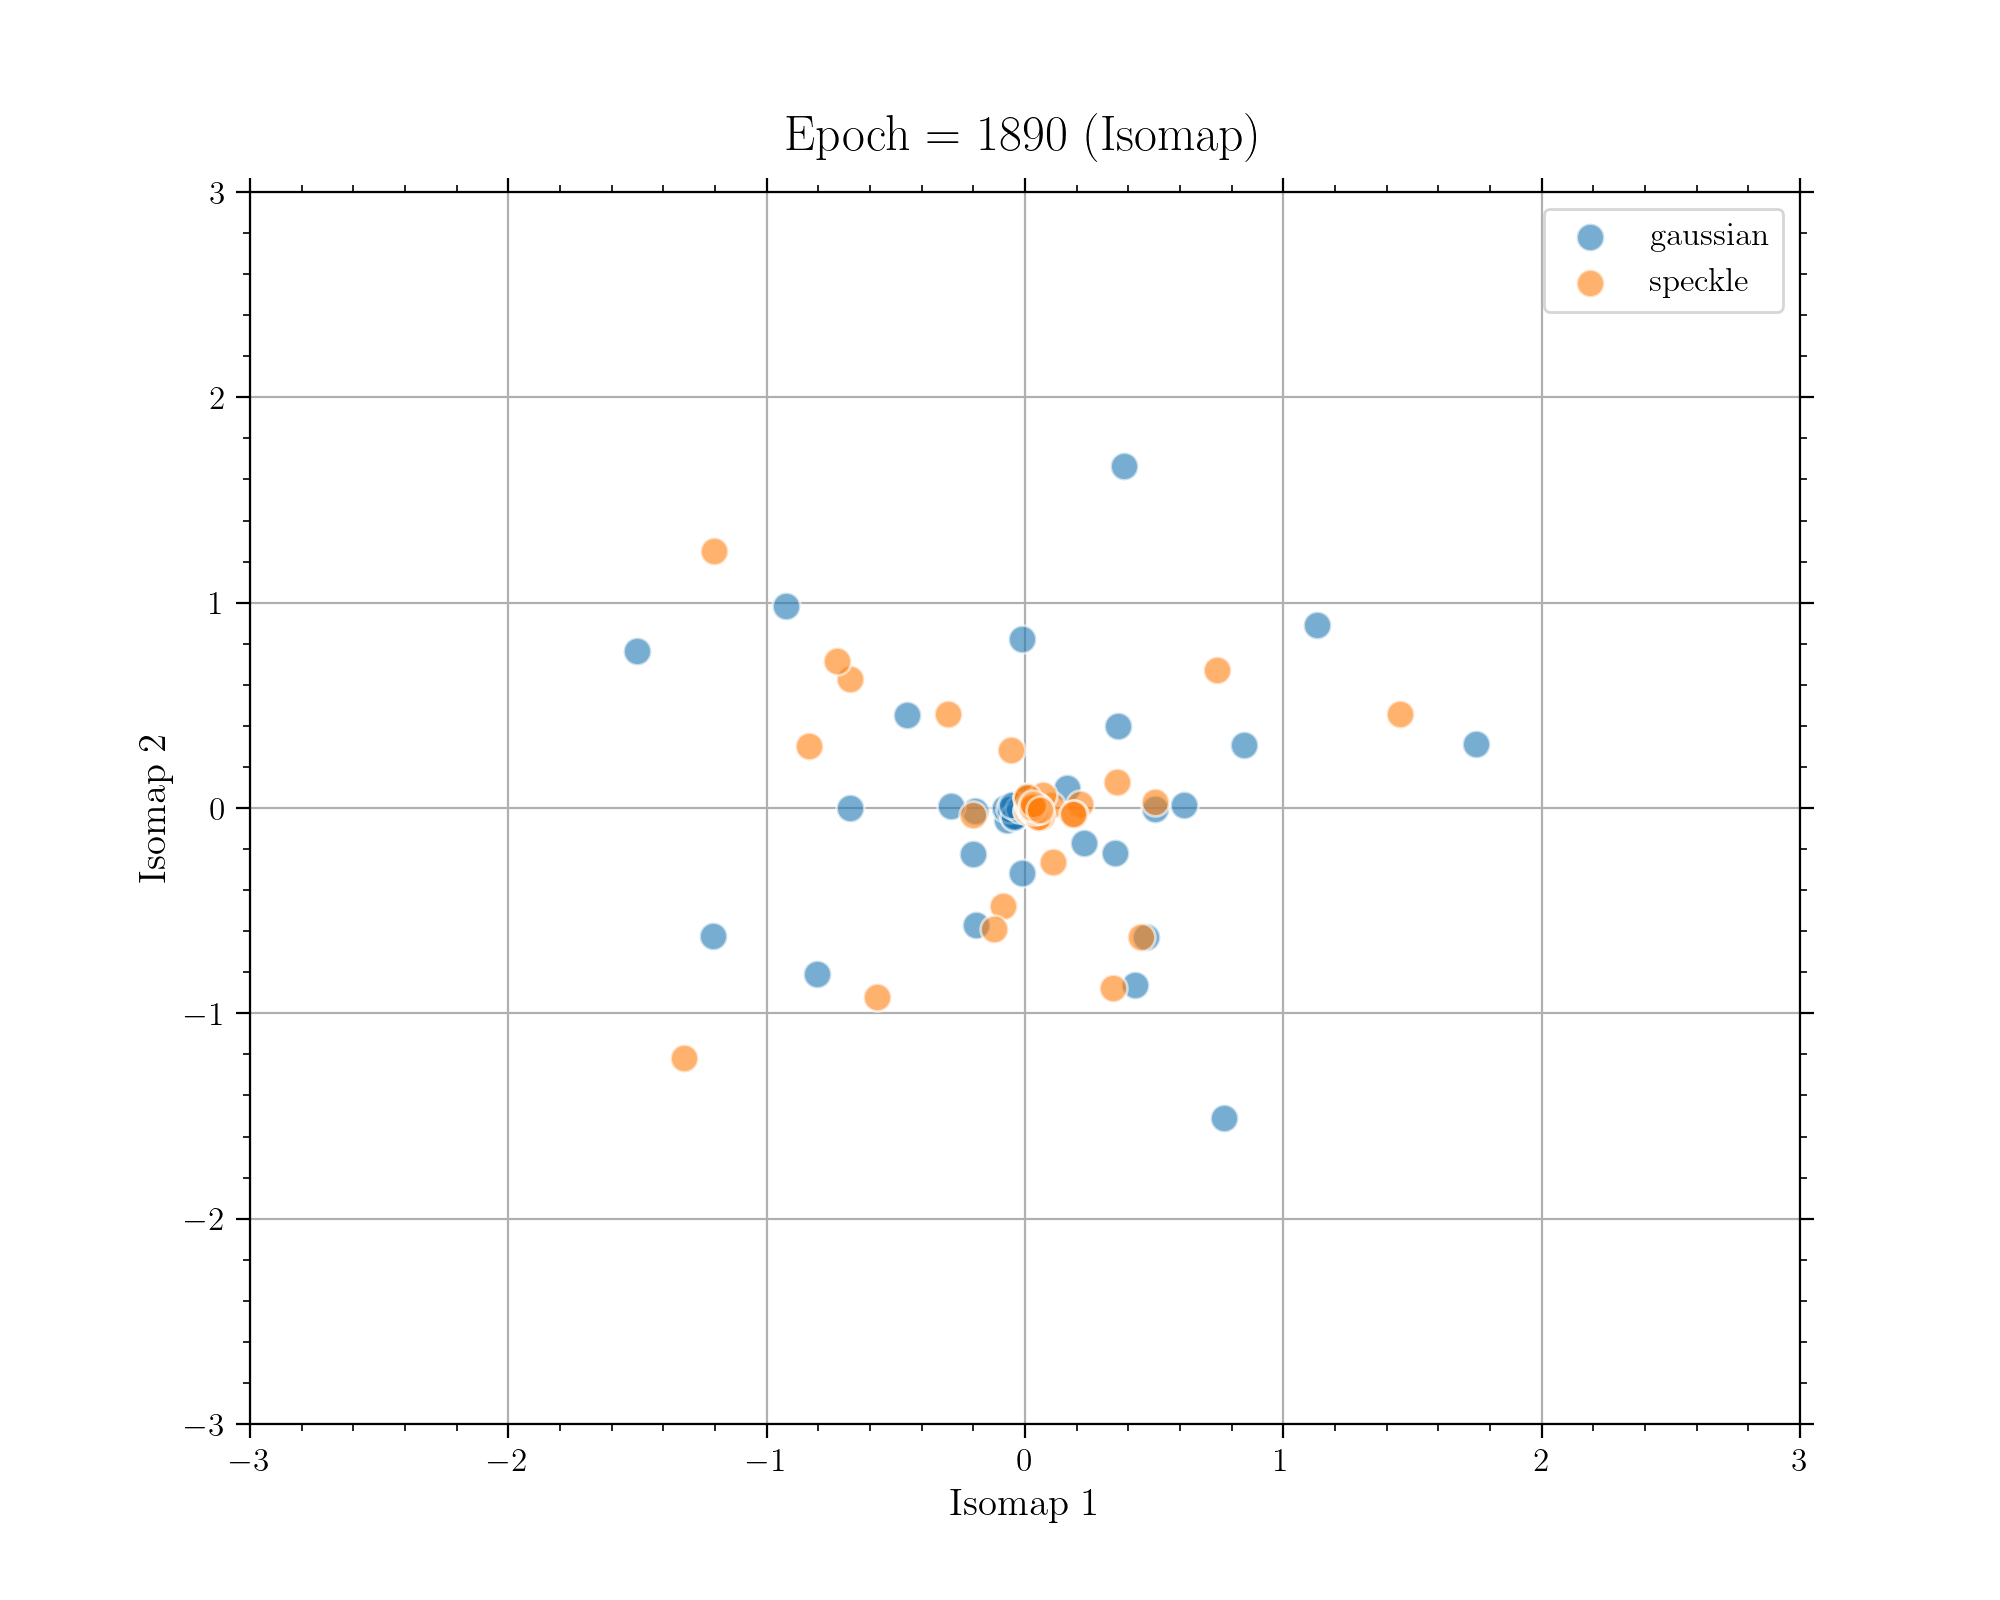 Epoch = 1890 (Isomap)
gaussian
speckle
3
2
1
0
−1
−2
−3
Isomap 2
−3
−2
−1
0
1
2
3
Isomap 1